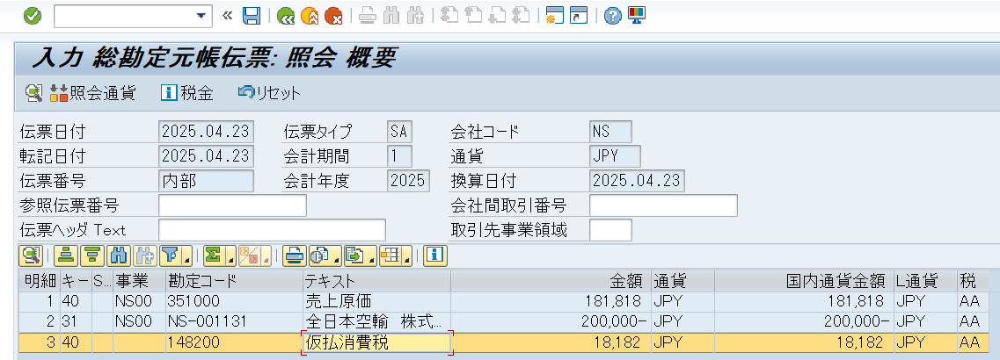 入力 総勘定元帳伝票: 照会 概要
照会通貨 税金 リセット
伝票日付 2025.04.23 伝票タイプ SA 会社コード NS
転記日付 2025.04.23 会計期間 1 通貨 JPY
伝票番号 内部 会計年度 2025 換算日付 2025.04.23
参照伝票番号 会社間取引番号
伝票ヘッダ Text 取引先事業領域
明細 キー S... 事業 勘定コード テキスト 金額 通貨 国内通貨金額 L通貨 税
1 40 NS00 351000 売上原価 181,818 JPY 181,818 JPY AA
2 31 NS00 NS-001131 全日本空輸 株式... 200,000- JPY 200,000- JPY AA
3 40 148200 仮払消費税 18,182 JPY 18,182 JPY AA